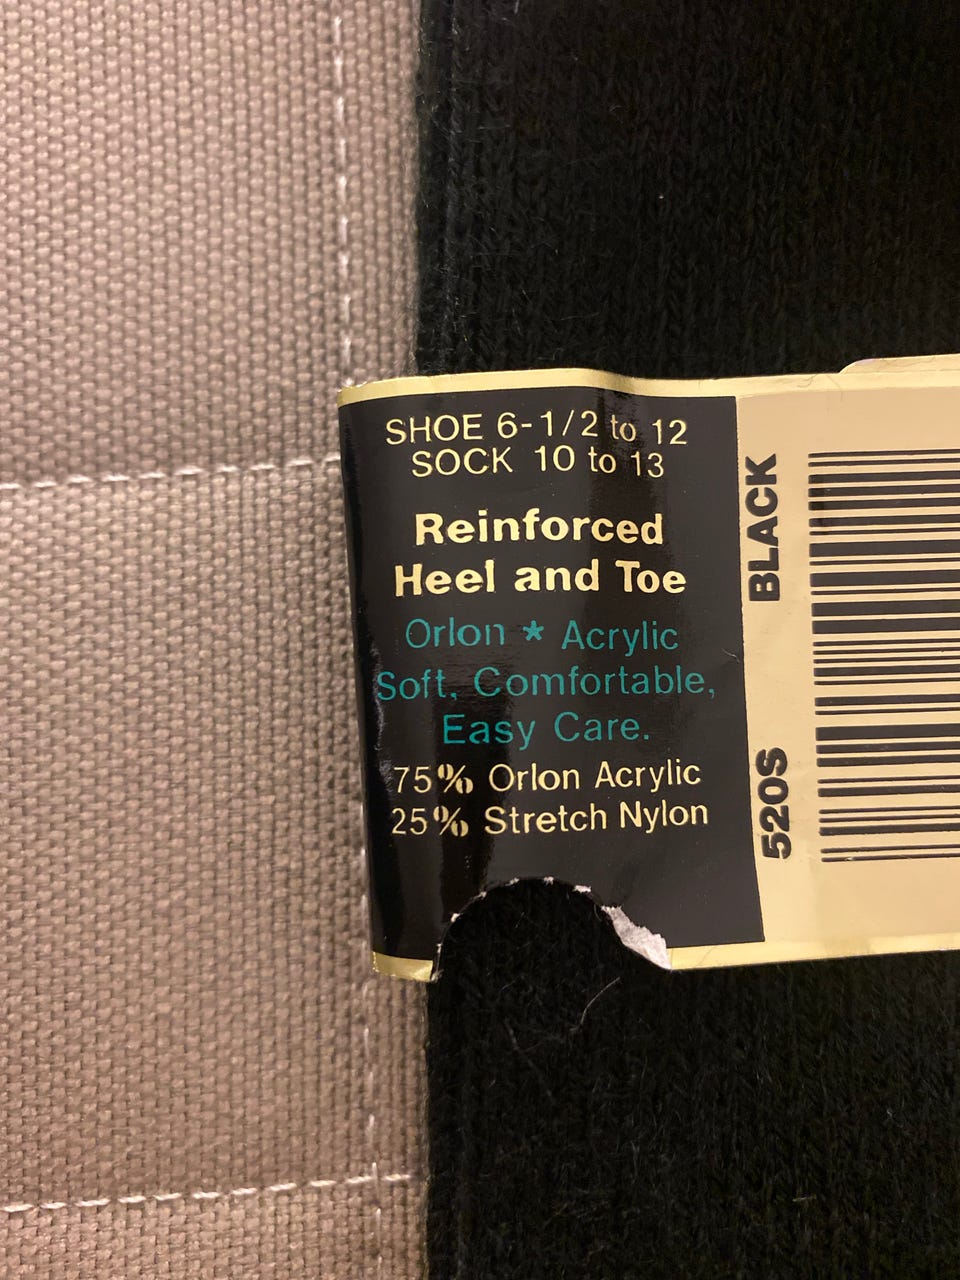 SHOE 6-1/2 to 12
SOCK 10 to 13
Reinforced
Heel and Toe
Orlon * Acrylic
Soft, Comfortable,
Easy Care.
75% Orlon Acrylic
25% Stretch Nylon
BLACK
520S